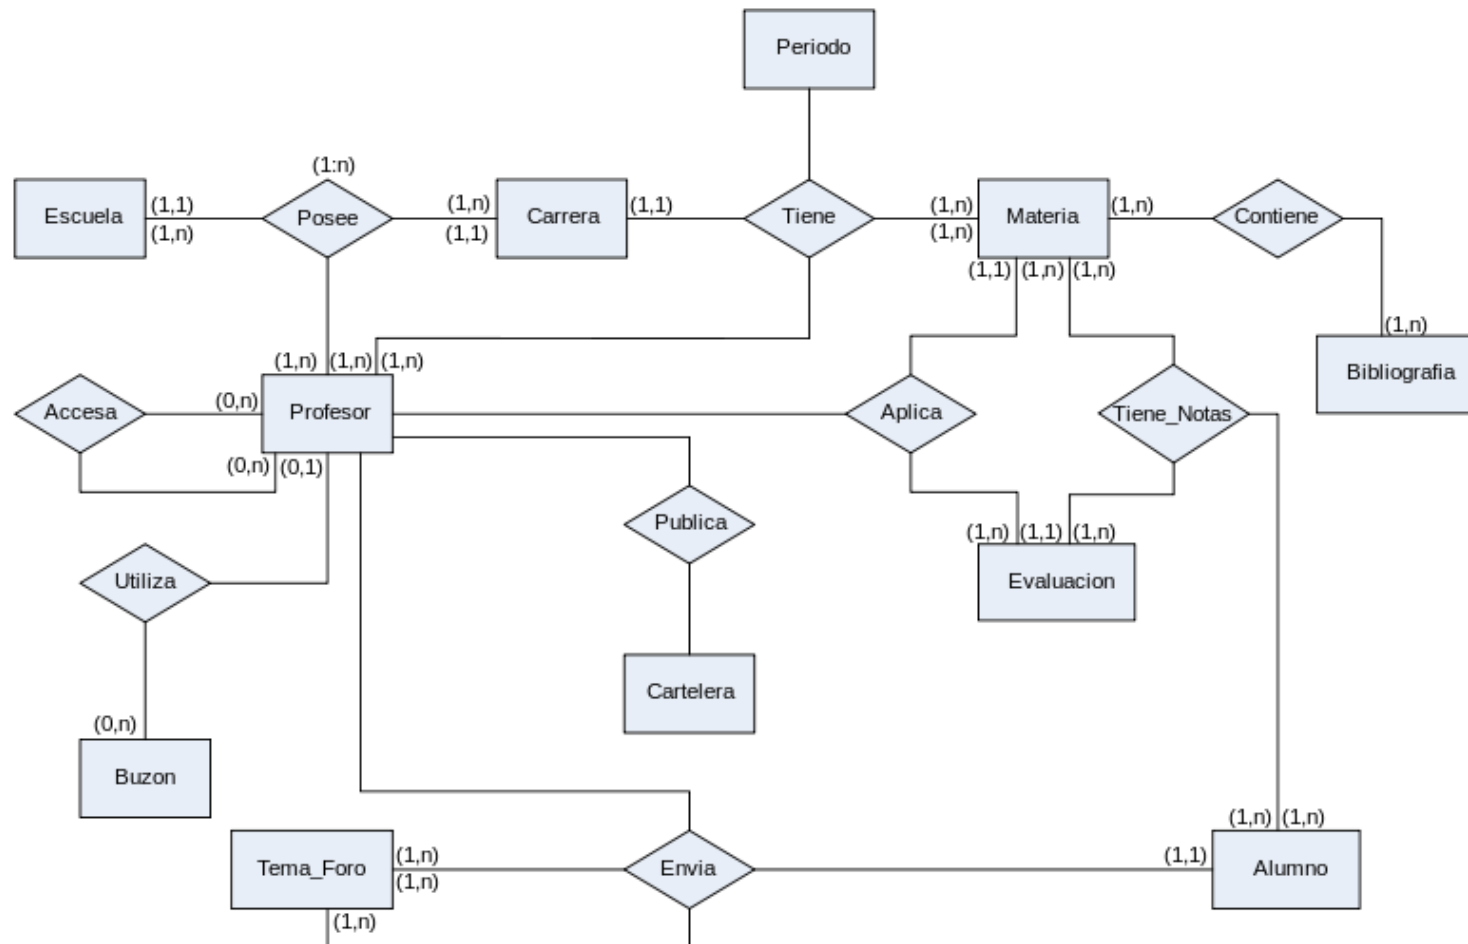 Periodo
(1:n)
Escuela
(1,1)
(1,n)
Posee
(1,n)
(1,1)
Carrera
(1,1)
Tiene
(1,n)
(1,n)
Materia
(1,n)
Contiene
(1,1)
(1,n)
(1,n)
(1,n)
Bibliografia
(1,n)
(1,n)
(1,n)
Accesa
(0,n)
Profesor
Aplica
Tiene_Notas
(0,n)
(0,1)
Publica
(1,n)
(1,1)
(1,n)
Evaluacion
Utiliza
Cartelera
(0,n)
Buzon
(1,n)
(1,n)
Tema_Foro
(1,n)
(1,n)
Envia
(1,1)
Alumno
(1,n)